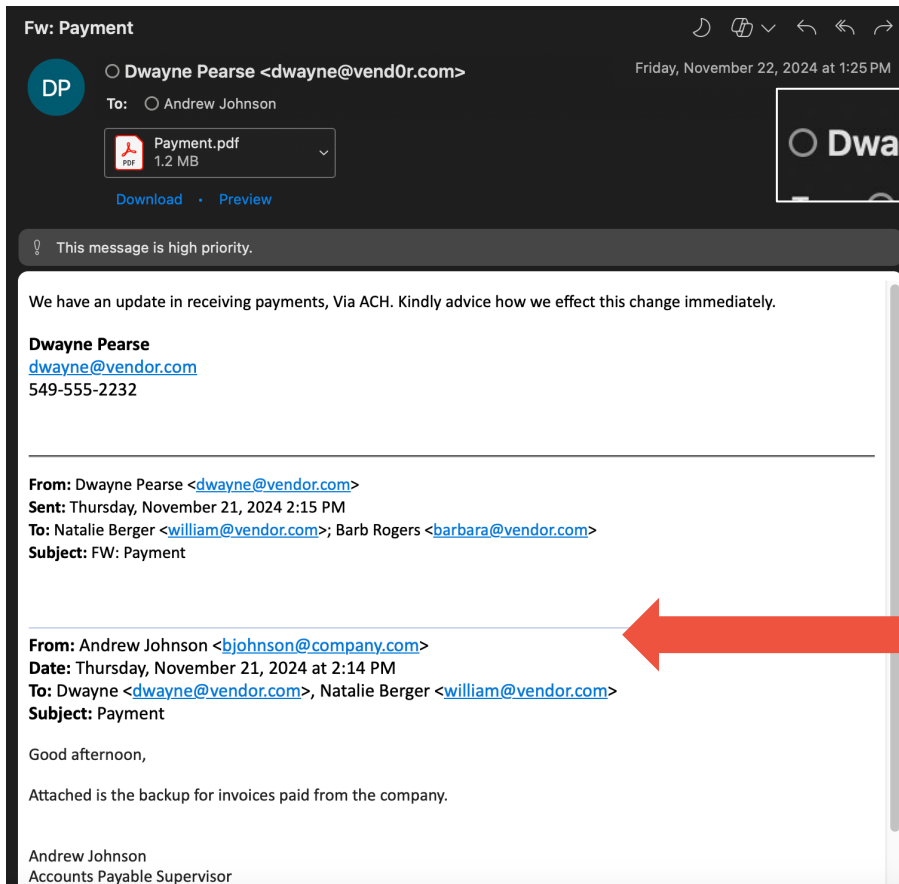 Fw: Payment
DP
Dwayne Pearse <dwayne@vend0r.com>
Friday, November 22, 2024 at 1:25 PM
To: Andrew Johnson
Dwa
PDF
Payment.pdf
1.2 MB
Download • Preview
This message is high priority.
We have an update in receiving payments, Via ACH. Kindly advice how we effect this change immediately.
Dwayne Pearse
dwayne@vendor.com
549-555-2232
From: Dwayne Pearse <dwayne@vendor.com>
Sent: Thursday, November 21, 2024 2:15 PM
To: Natalie Berger <william@vendor.com>; Barb Rogers <barbara@vendor.com>
Subject: FW: Payment
From: Andrew Johnson <bjohnson@company.com>
Date: Thursday, November 21, 2024 at 2:14 PM
To: Dwayne <dwayne@vendor.com>, Natalie Berger <william@vendor.com>
Subject: Payment
Good afternoon,
Attached is the backup for invoices paid from the company.
Andrew Johnson
Accounts Payable Supervisor